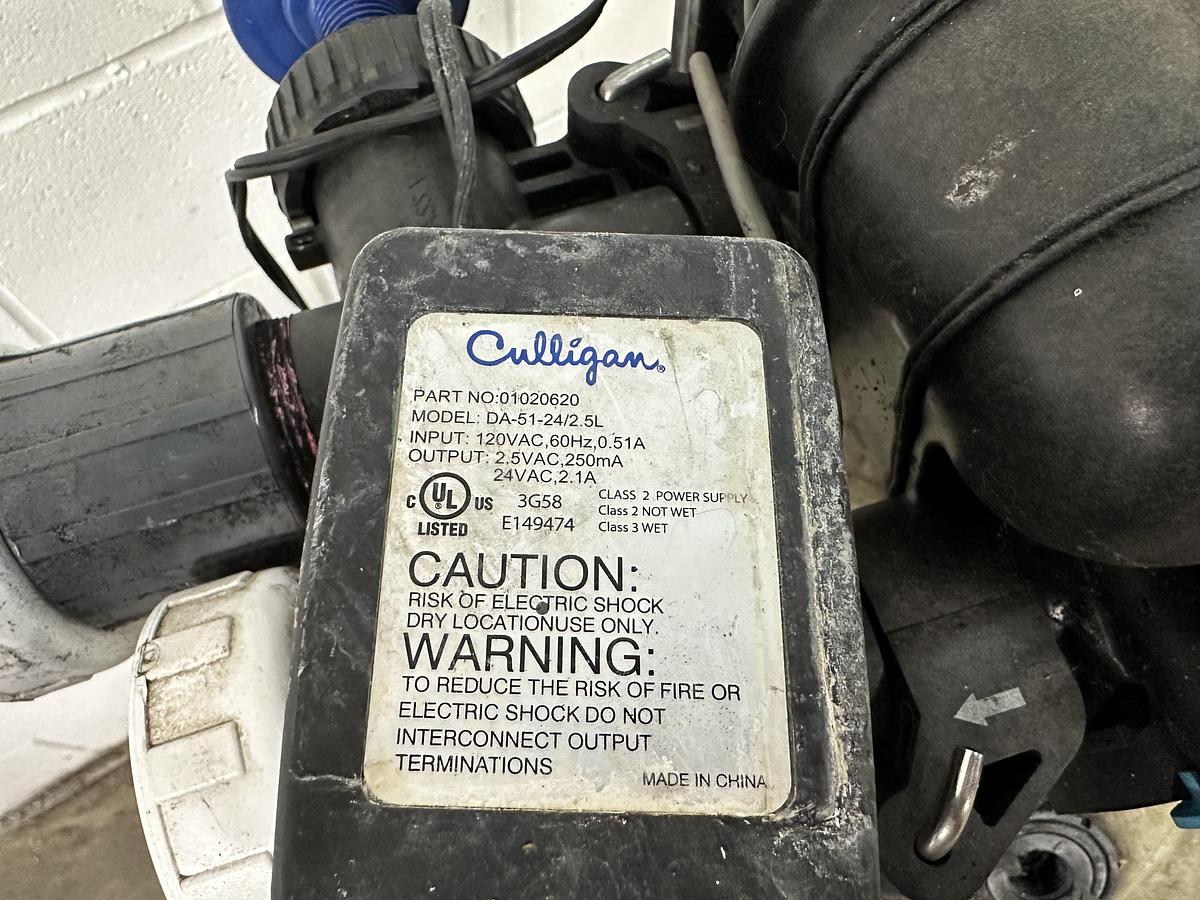 Culligan®
PART NO:01020620
MODEL: DA-51-24/2.5L
INPUT: 120VAC,60Hz,0.51A
OUTPUT: 2.5VAC,250mA
24VAC,2.1A
C UL® US
LISTED
3G58
E149474
CLASS 2 POWER SUPPLY
Class 2 NOT WET
Class 3 WET
CAUTION:
RISK OF ELECTRIC SHOCK
DRY LOCATIONUSE ONLY.
WARNING:
TO REDUCE THE RISK OF FIRE OR
ELECTRIC SHOCK DO NOT
INTERCONNECT OUTPUT
TERMINATIONS
MADE IN CHINA